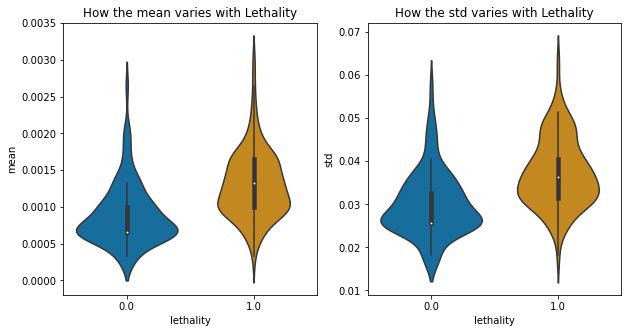 How the mean varies with Lethality
0.0035
0.0030
0.0025
0.0020
0.0015
0.0010
0.0005
0.0000
mean
0.0 1.0
lethality
How the std varies with Lethality
0.07
0.06
0.05
0.04
0.03
0.02
0.01
std
0.0 1.0
lethality